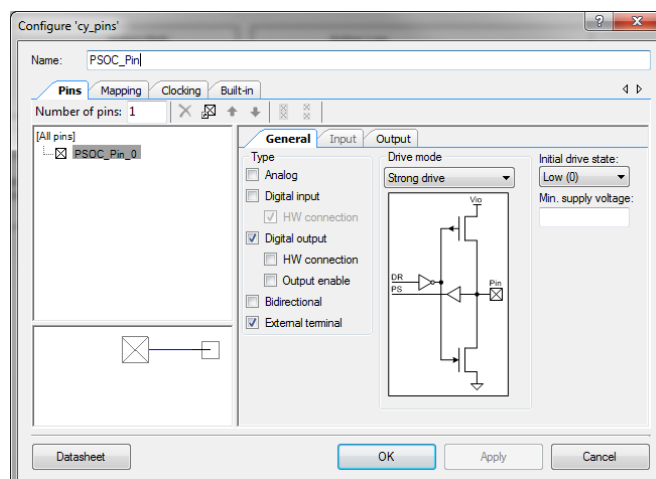 Configure 'cy_pins'
Name: PSOC_Pin
Pins Mapping Clocking Built-in
Number of pins: 1
[All pins]
PSOC_Pin_0
General Input Output
Type
Analog
Digital input
HW connection
Digital output
HW connection
Output enable
Bidirectional
External terminal
Drive mode
Strong drive
Vio
DR
PS
Pin
Initial drive state:
Low (0)
Min. supply voltage:
Datasheet OK Apply Cancel